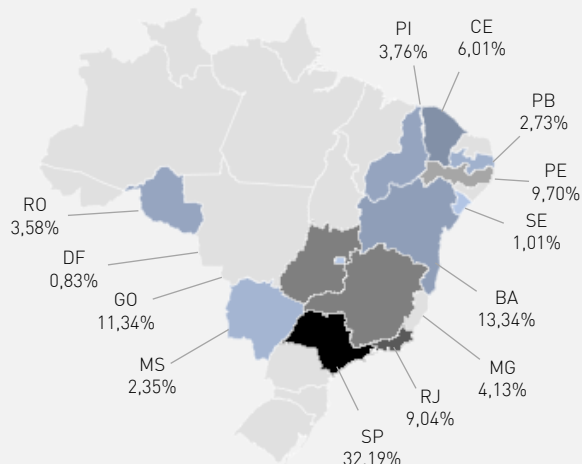 PI
3,76%
CE
6,01%
PB
2,73%
PE
9,70%
SE
1,01%
RO
3,58%
DF
0,83%
GO
11,34%
BA
13,34%
MS
2,35%
MG
4,13%
RJ
9,04%
SP
32,19%